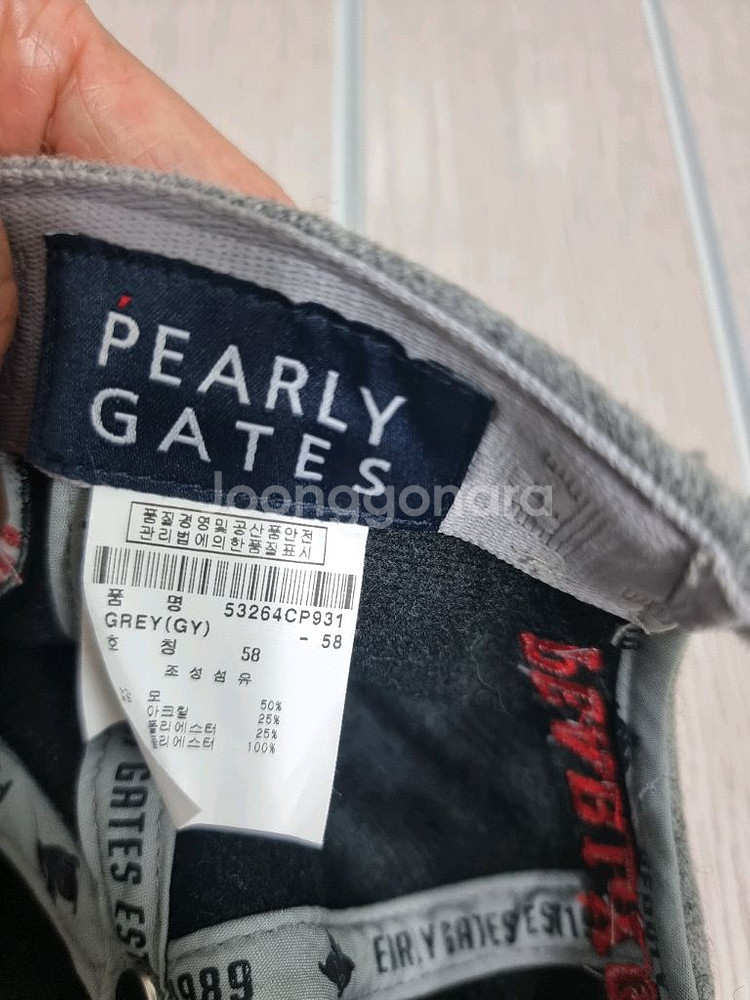 PEARLY
GATES
Joonggonara
품질경영및공산품안전
관리법에의한품질표시
품 명 53264CP931
GREY(GY) - 58
호 칭 58
조성섬유
모 50%
아크릴 25%
폴리에스터 25%
폴리에스터 100%
GATES EST
1989